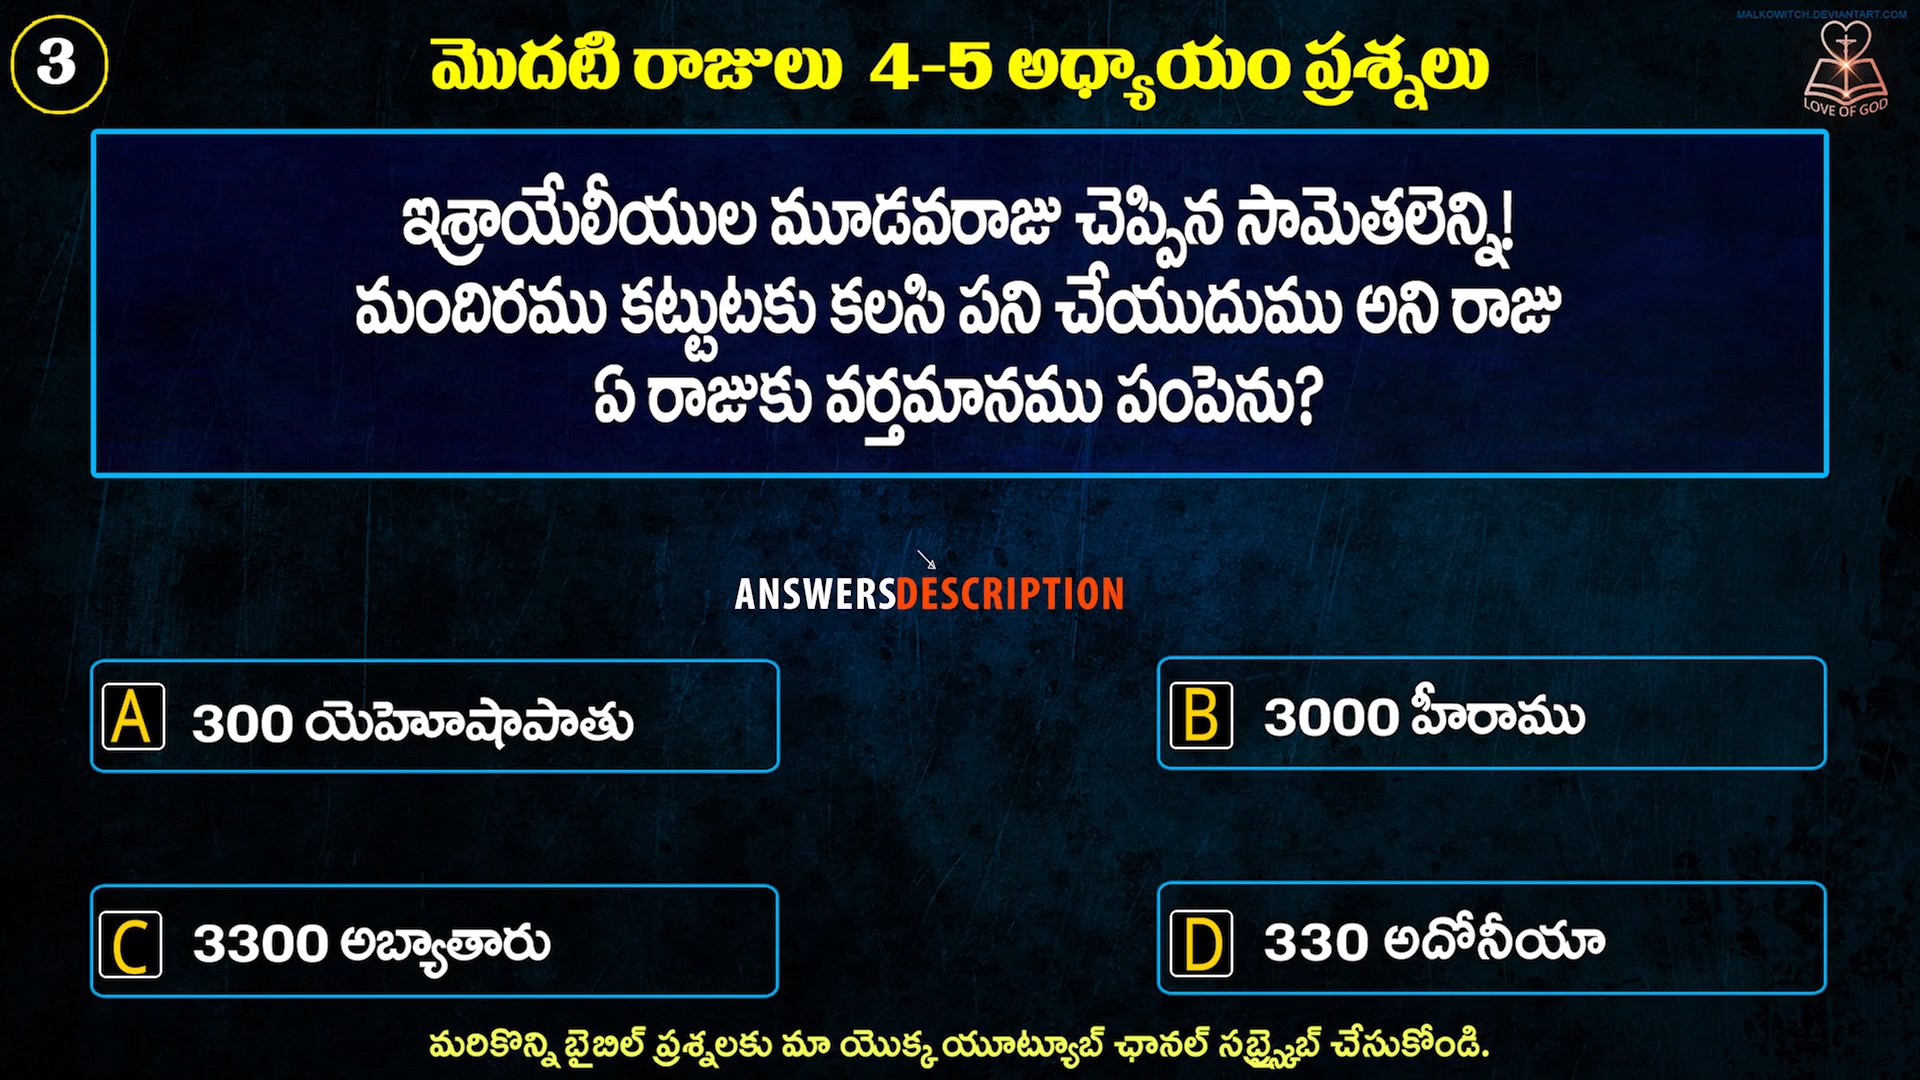 MALKOWITCH.DEVIANTART.COM
3
మొదటి రాజులు 4-5 అధ్యాయం ప్రశ్నలు
LOVE OF GOD
ఇశ్రాయేలీయుల మూడవరాజు చెప్పిన సామెతలెన్ని!
మందిరము కట్టుటకు కలసి పని చేయుదుము అని రాజు
ఏ రాజుకు వర్తమానము పంపెను?
ANSWERSDESCRIPTION
A 300 యెహెూషాపాతు
B 3000 హీరాము
C 3300 అబ్యాతారు
D 330 అదోనీయా
మరికొన్ని బైబిల్ ప్రశ్నలకు మా యొక్క యూట్యూబ్ ఛానల్ సబ్స్క్రైబ్ చేసుకోండి.